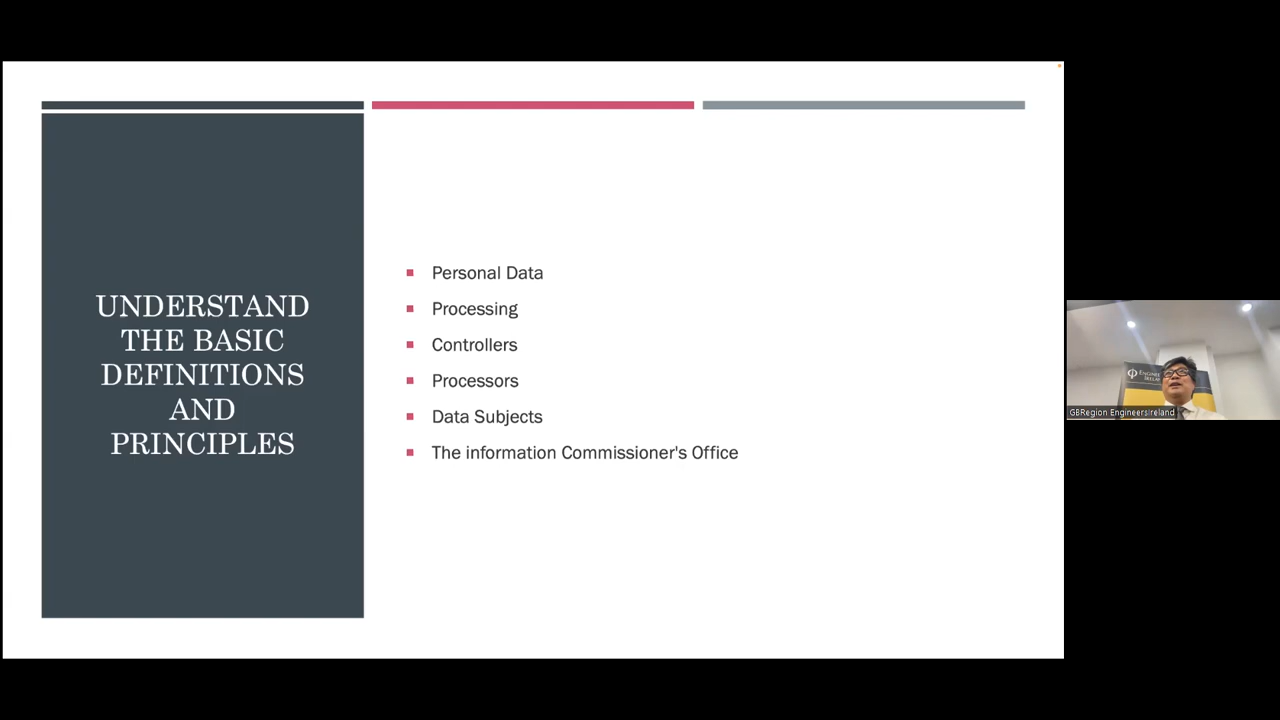 UNDERSTAND
THE BASIC
DEFINITIONS
AND
PRINCIPLES
Personal Data
Processing
Controllers
Processors
Data Subjects
The information Commissioner's Office
GBRegion EngineersIreland